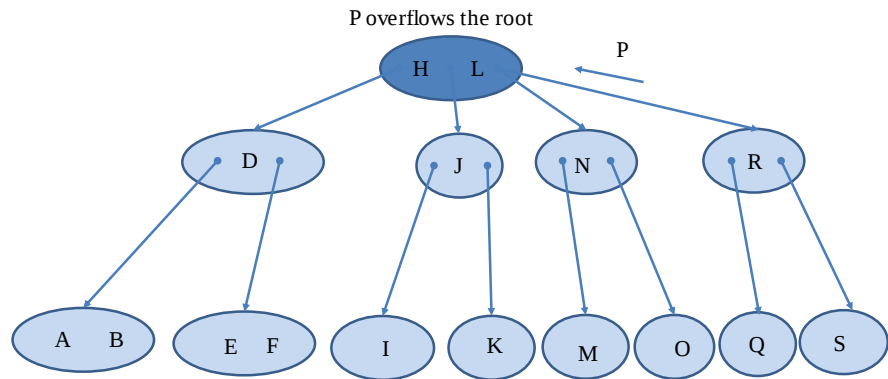 P overflows the root
P
H L
D J N R
A B E F I K M O Q S